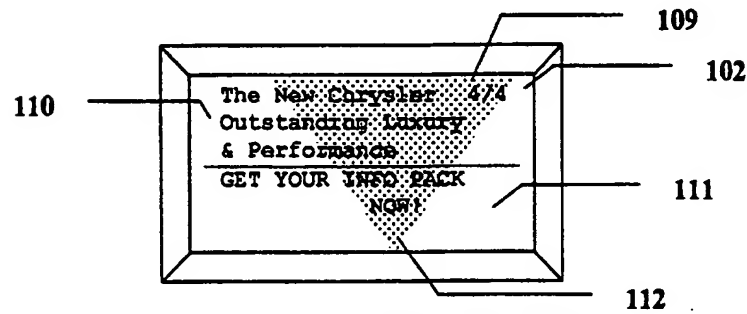 109
102
110
The New Chrysler 4/4
Outstanding Luxury
& Performance
GET YOUR INFO PACK
NOW!
111
112